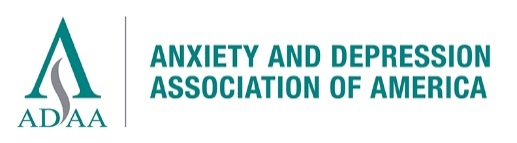 ADAA
ANXIETY AND DEPRESSION
ASSOCIATION OF AMERICA